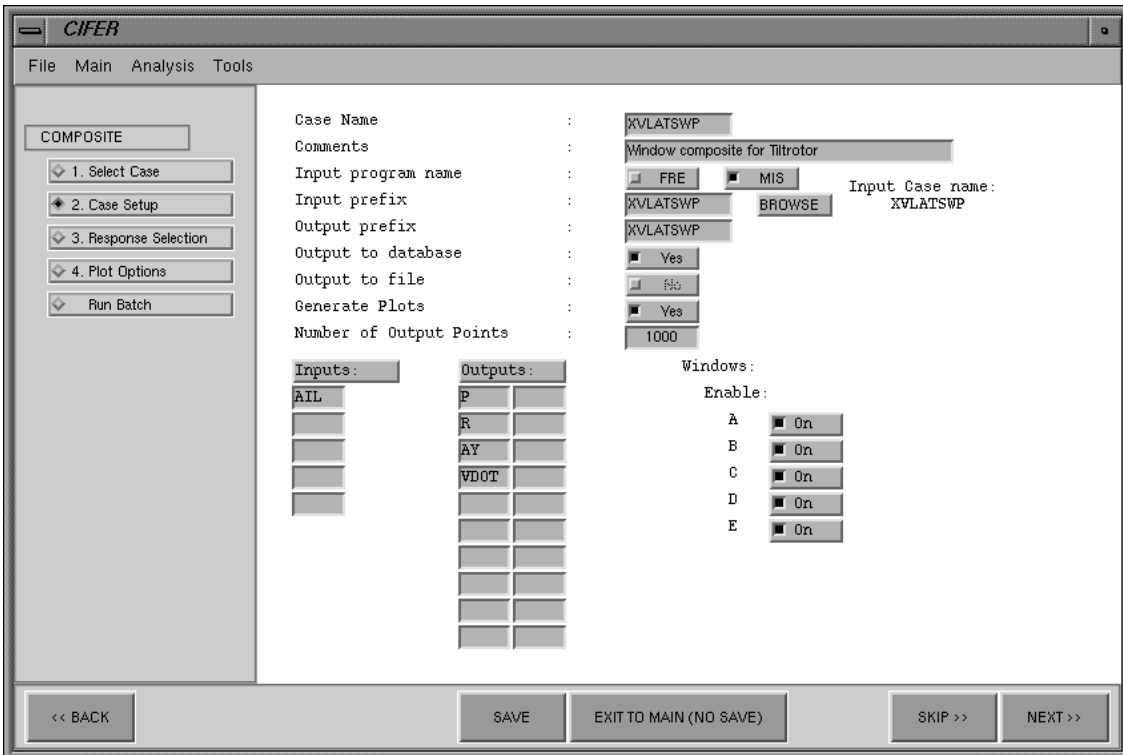 CIFER
File Main Analysis Tools
COMPOSITE
1. Select Case
2. Case Setup
3. Response Selection
4. Plot Options
Run Batch
Case Name : XVLATSWP
Comments : Window composite for Tiltrotor
Input program name : FRE MIS
Input Case name:
XVLATSWP
Input prefix : XVLATSWP BROWSE
Output prefix : XVLATSWP
Output to database : Yes
Output to file : No
Generate Plots : Yes
Number of Output Points : 1000
Inputs: Outputs: Windows:
Enable:
AIL P
R
AY
VDOT
A On
B On
C On
D On
E On
<< BACK SAVE EXIT TO MAIN (NO SAVE) SKIP >> NEXT >>